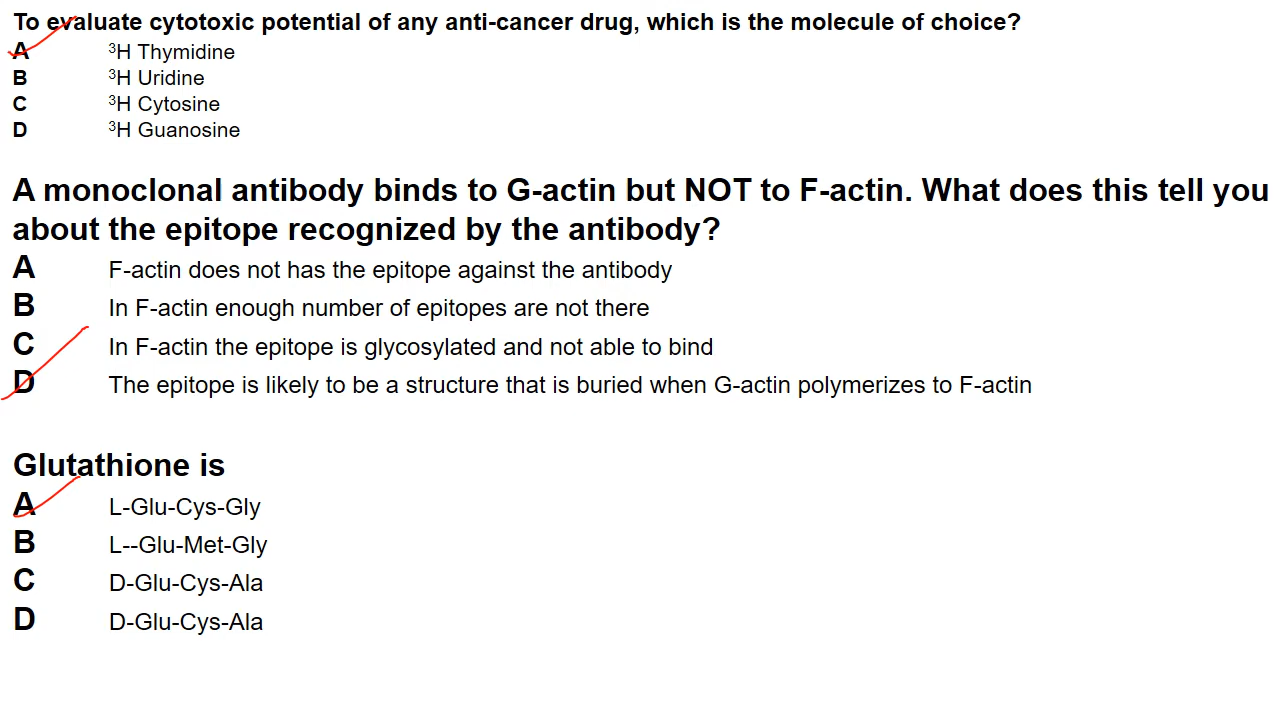 To evaluate cytotoxic potential of any anti-cancer drug, which is the molecule of choice?
A ³H Thymidine
B ³H Uridine
C ³H Cytosine
D ³H Guanosine
A monoclonal antibody binds to G-actin but NOT to F-actin. What does this tell you
about the epitope recognized by the antibody?
A F-actin does not has the epitope against the antibody
B In F-actin enough number of epitopes are not there
C In F-actin the epitope is glycosylated and not able to bind
D The epitope is likely to be a structure that is buried when G-actin polymerizes to F-actin
Glutathione is
A L-Glu-Cys-Gly
B L--Glu-Met-Gly
C D-Glu-Cys-Ala
D D-Glu-Cys-Ala